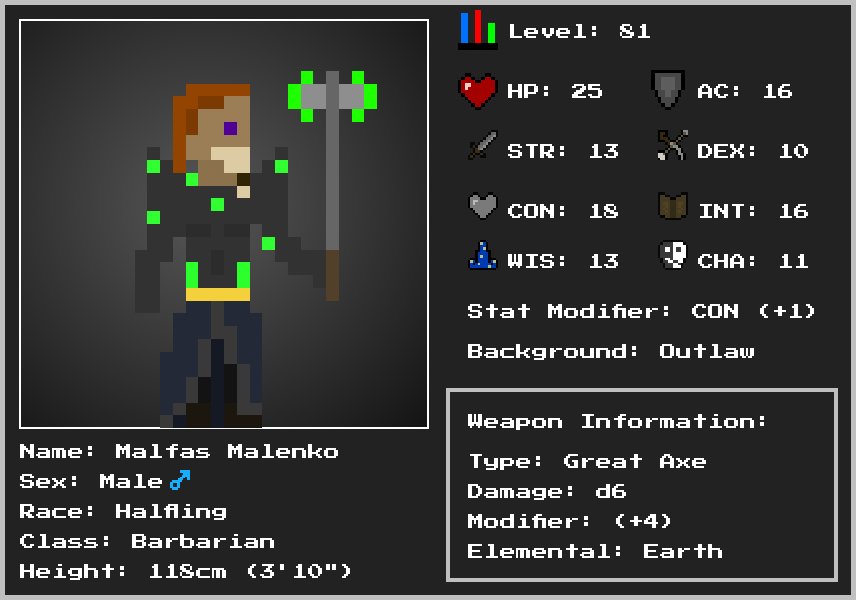 Level: 81
HP: 25
AC: 16
STR: 13
DEX: 10
CON: 18
INT: 16
WIS: 13
CHA: 11
Stat Modifier: CON (+1)
Background: Outlaw
Weapon Information:
Type: Great Axe
Damage: d6
Modifier: (+4)
Elemental: Earth
Name: Malfas Malenko
Sex: Male ♂
Race: Halfling
Class: Barbarian
Height: 118cm (3'10")